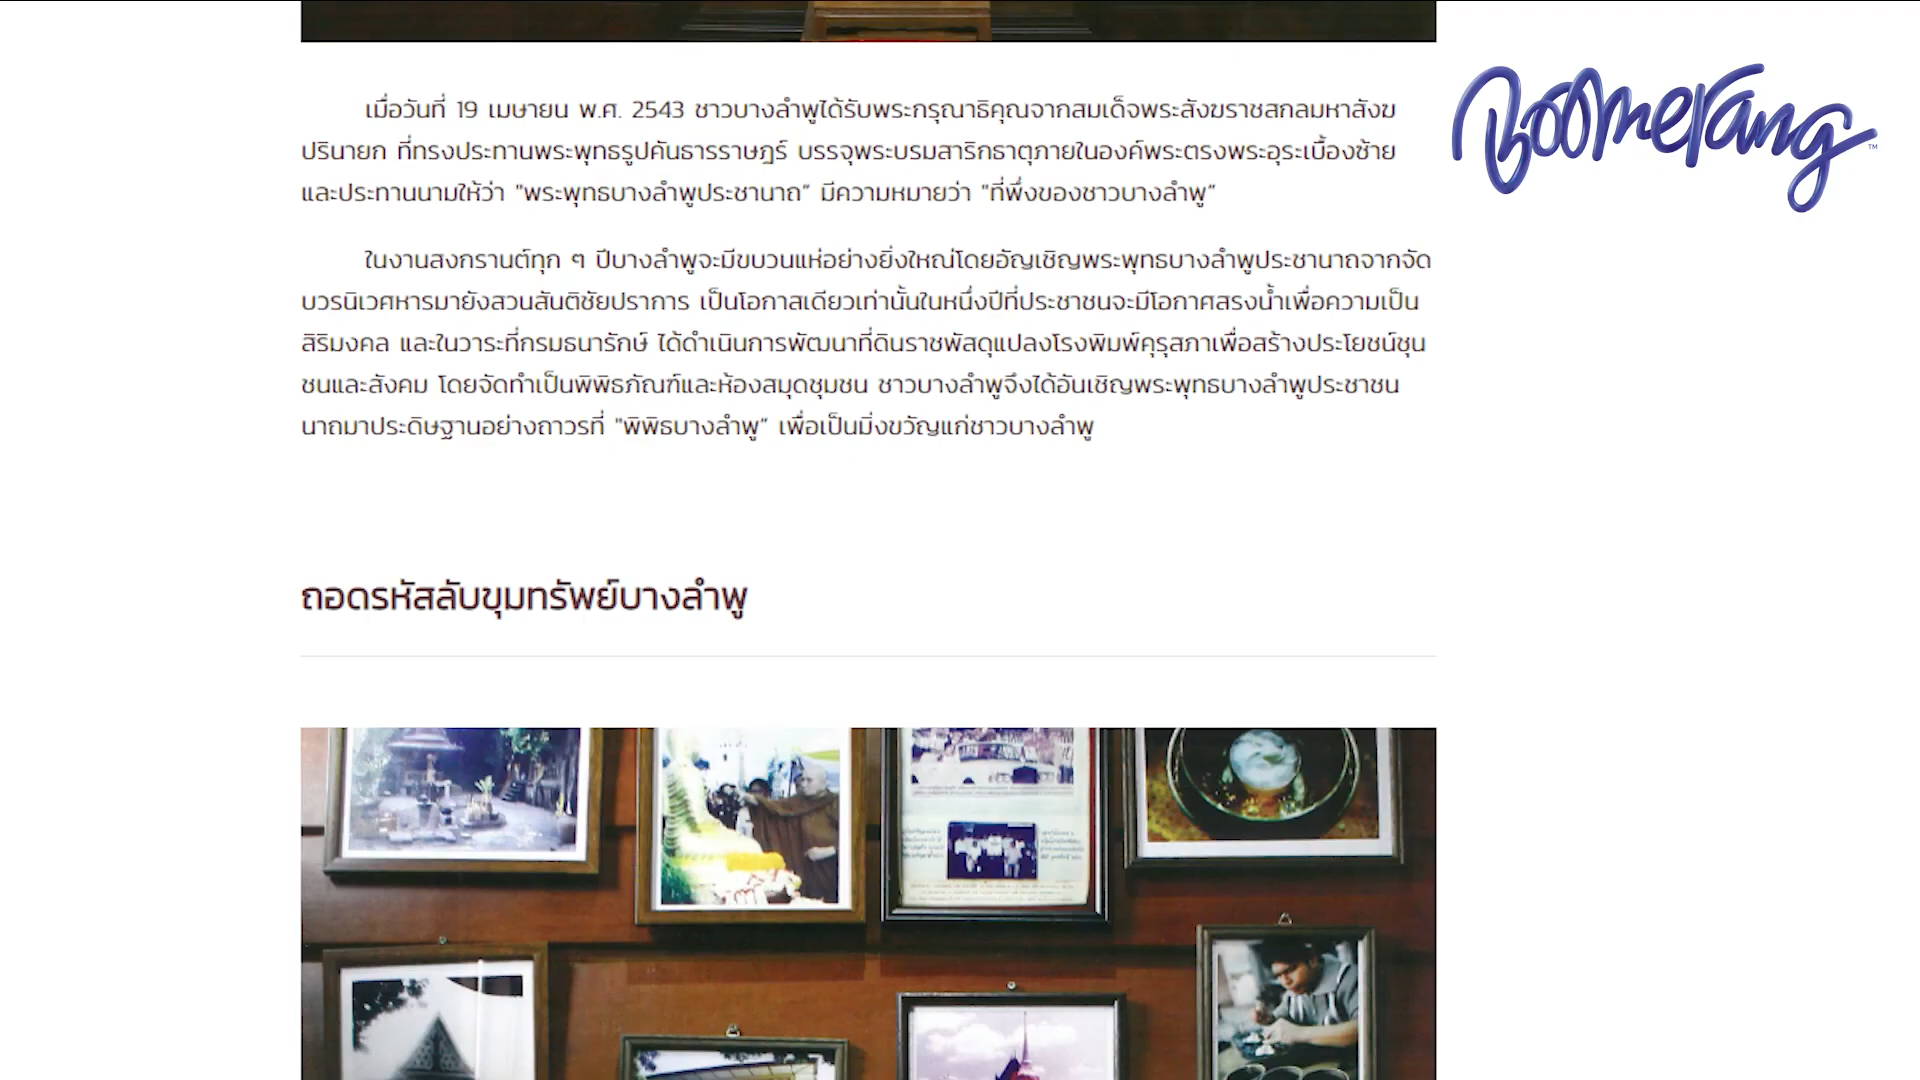 เมื่อวันที่ 19 เมษายน พ.ศ. 2543 ชาวบางลำพูได้รับพระกรุณาธิคุณจากสมเด็จพระสังฆราชสกลมหาสังฆ
ปรินายก ที่ทรงประทานพระพุทธรูปคันธารราษฎร์ บรรจุพระบรมสาริกธาตุภายในองค์พระตรงพระอุระเบื้องซ้าย
และประทานนามให้ว่า "พระพุทธบางลำพูประชานาถ" มีความหมายว่า "ที่พึ่งของชาวบางลำพู"
ในงานสงกรานต์ทุก ๆ ปีบางลำพูจะมีขบวนแห่อย่างยิ่งใหญ่โดยอัญเชิญพระพุทธบางลำพูประชานาถจากจัด
บวรนิเวศหารมายังสวนสันติชัยปราการ เป็นโอกาสเดียวเท่านั้นในหนึ่งปีที่ประชาชนจะมีโอกาศสรงน้ำเพื่อความเป็น
สิริมงคล และในวาระที่กรมธนารักษ์ ได้ดำเนินการพัฒนาที่ดินราชพัสดุแปลงโรงพิมพ์คุรุสภาเพื่อสร้างประโยชน์ชุน
ชนและสังคม โดยจัดทำเป็นพิพิธภัณฑ์และห้องสมุดชุมชน ชาวบางลำพูจึงได้อันเชิญพระพุทธบางลำพูประชาชน
นาถมาประดิษฐานอย่างถาวรที่ "พิพิธบางลำพู" เพื่อเป็นมิ่งขวัญแก่ชาวบางลำพู
ถอดรหัสลับขุมทรัพย์บางลำพู
Boomerang™